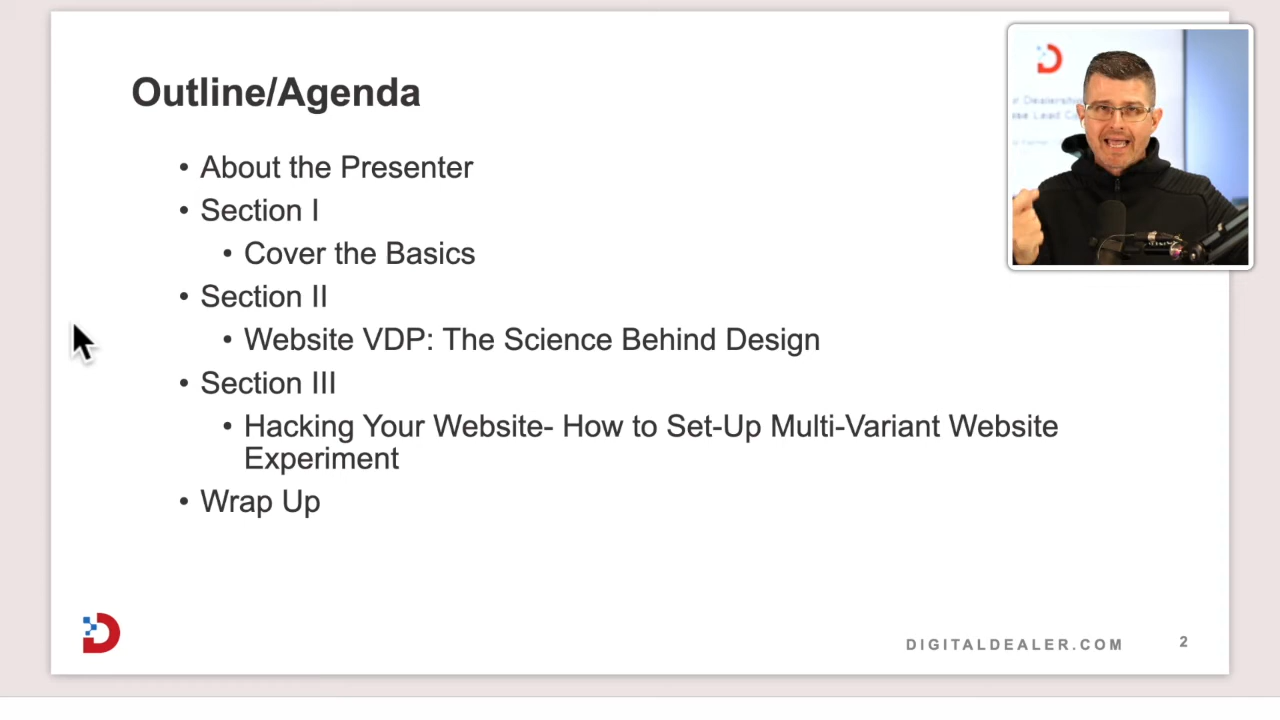 Outline/Agenda
• About the Presenter
• Section I
• Cover the Basics
• Section II
• Website VDP: The Science Behind Design
• Section III
• Hacking Your Website- How to Set-Up Multi-Variant Website
Experiment
• Wrap Up
DIGITALDEALER.COM
2